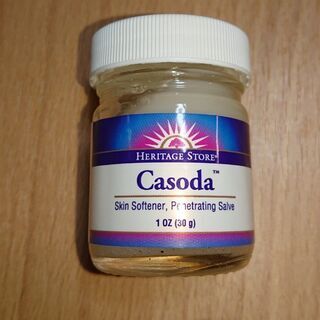 HERITAGE STORE®
Casoda™
Skin Softener, Penetrating Salve
1 OZ (30 g)